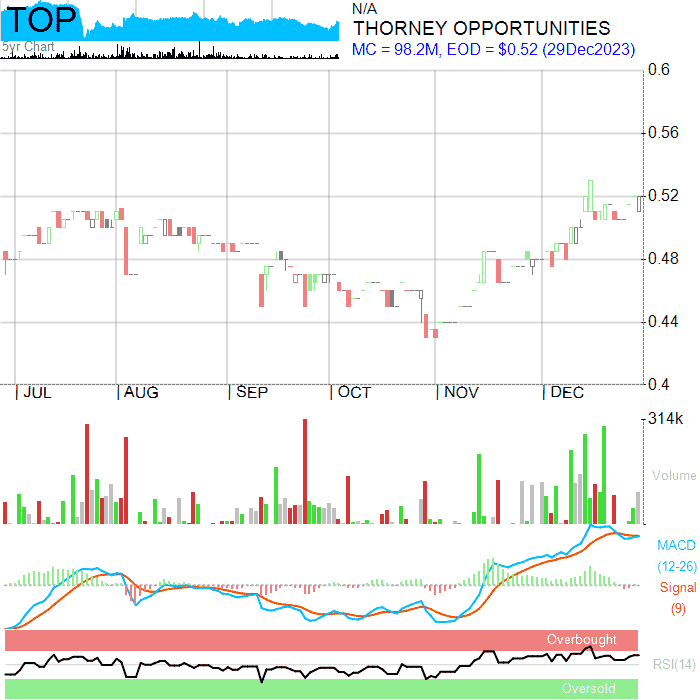 TOP
5yr Chart
N/A
THORNEY OPPORTUNITIES
MC = 98.2M, EOD = $0.52 (29Dec2023)
0.6
0.56
0.52
0.48
0.44
0.4
JUL AUG SEP OCT NOV DEC
314k
Volume
MACD
(12-26)
Signal
(9)
Overbought
RSI(14)
Oversold